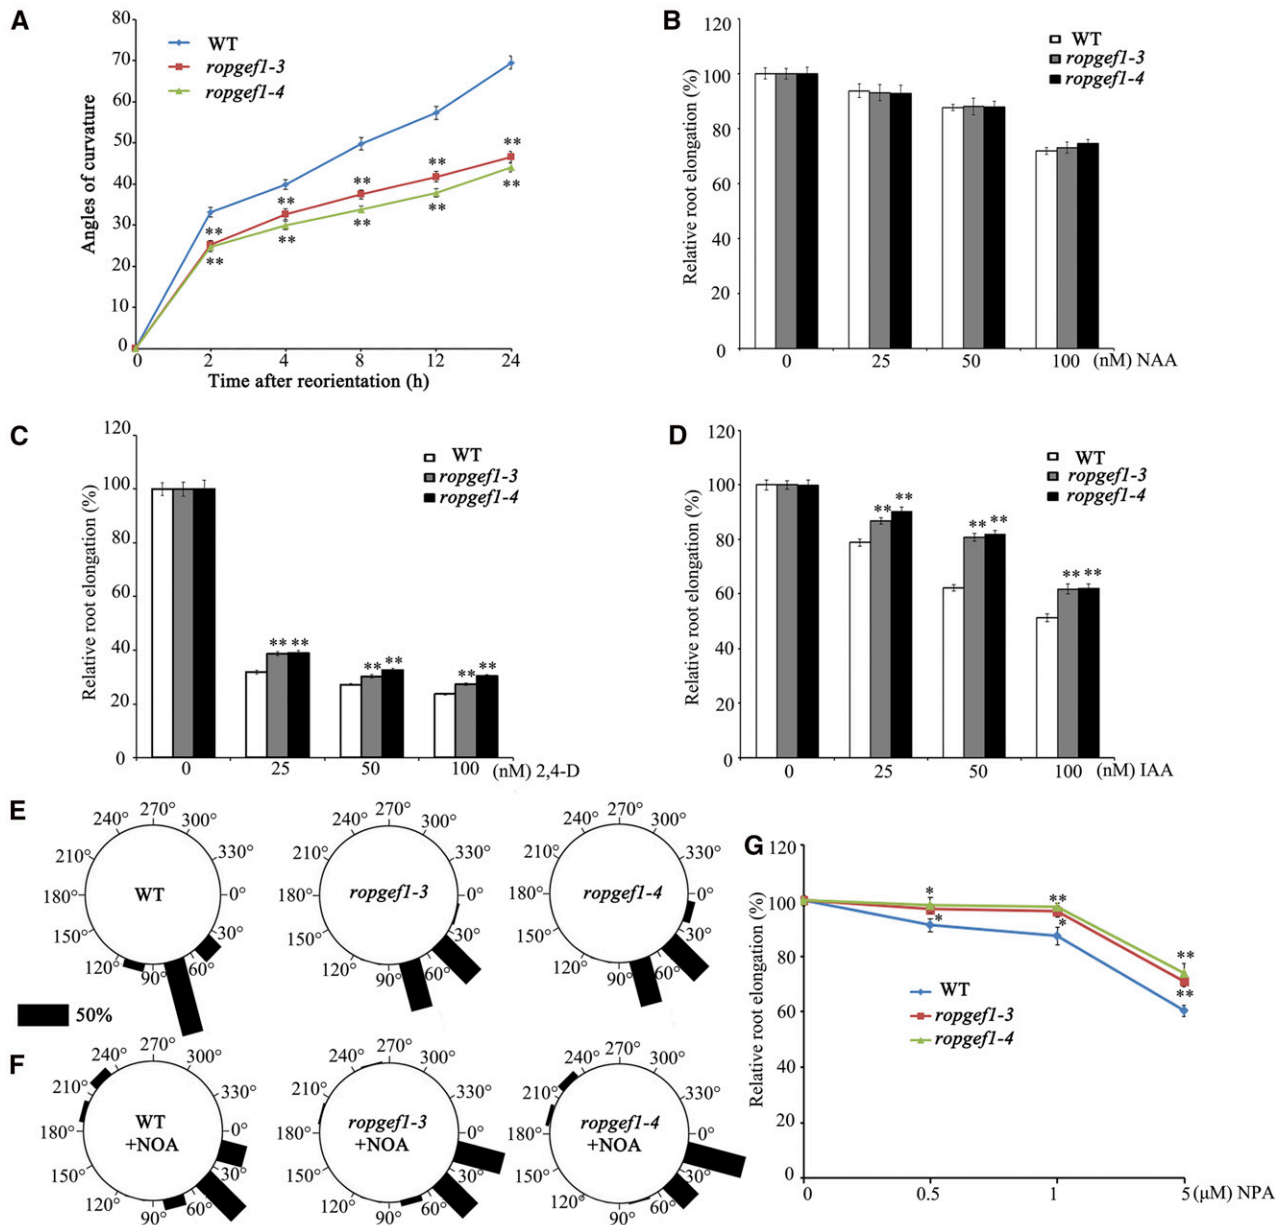 A
80
70
60
50
40
30
20
10
0
Angles of curvature
WT
ropgef1-3
ropgef1-4
** ** ** ** **
** ** ** ** **
0 2 4 8 12 24
Time after reorientation (h)
B
100
80
60
40
20
0
Relative root elongation (%)
WT
ropgef1-3
ropgef1-4
0 25 50 100 (nM) NAA
C
120
100
80
60
40
20
0
Relative root elongation (%)
WT
ropgef1-3
ropgef1-4
** ** ** ** ** **
0 25 50 100 (nM) 2,4-D
D
120
100
80
60
40
20
0
Relative root elongation (%)
WT
ropgef1-3
ropgef1-4
** ** ** ** ** **
0 25 50 100 (nM) IAA
E
270°
240° 300°
210° 330°
180° WT 0°
150° 30°
120° 60°
90°
270°
240° 300°
210° 330°
180° ropgef1-3 0°
150° 30°
120° 60°
90°
270°
240° 300°
210° 330°
180° ropgef1-4 0°
150° 30°
120° 60°
90°
50%
F
270°
240° 300°
210° 330°
180° WT 0°
+NOA
150° 30°
120° 60°
90°
270°
240° 300°
210° 330°
180° ropgef1-3 0°
+NOA
150° 30°
120° 60°
90°
270°
240° 300°
210° 330°
180° ropgef1-4 0°
+NOA
150° 30°
120° 60°
90°
G
120
100
80
60
40
20
0
Relative root elongation (%)
* ** **
* * **
WT
ropgef1-3
ropgef1-4
0 0.5 1 5 (μM) NPA